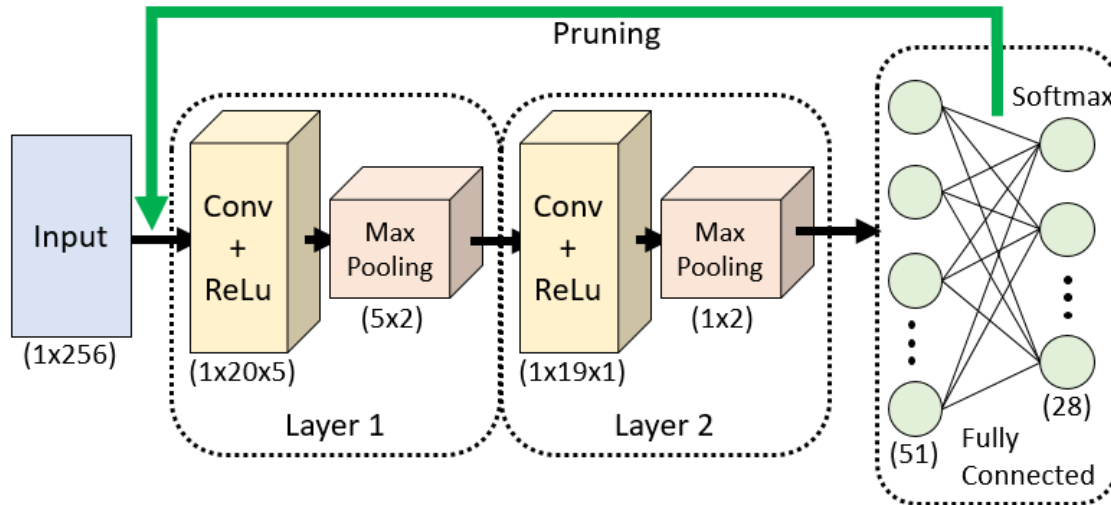 Pruning
Input
(1x256)
Conv
+
ReLu
(1x20x5)
Max
Pooling
(5x2)
Layer 1
Conv
+
ReLu
(1x19x1)
Max
Pooling
(1x2)
Layer 2
Softmax
(51)
(28)
Fully
Connected